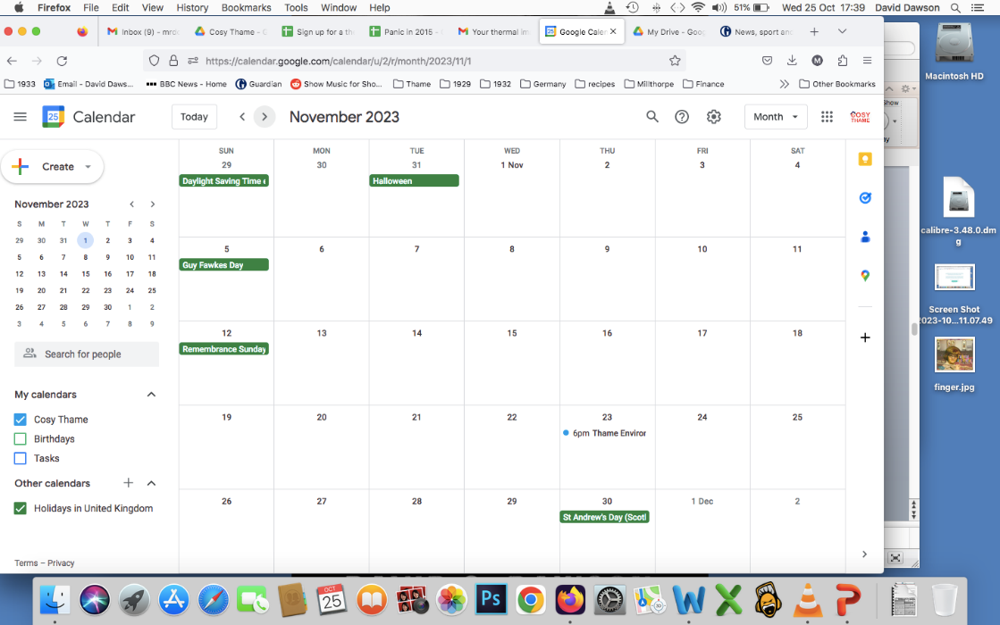 Firefox File Edit View History Bookmarks Tools Window Help 51% Wed 25 Oct 17:39 David Dawson
Inbox (9) - mrd Cosy Thame - G Sign up for a th Panic in 2015 - Your thermal im Google Caler My Drive - Goog News, sport and
https://calendar.google.com/calendar/u/2/r/month/2023/11/1 M
1933 Email - David Daws... BBC News - Home Guardian Show Music for Sho... Thame 1929 1932 Germany recipes Millthorpe Finance Other Bookmarks
25 Calendar Today November 2023 Month COSY THAME
Create
November 2023
S M T W T F S
29 30 31 1 2 3 4
5 6 7 8 9 10 11
12 13 14 15 16 17 18
19 20 21 22 23 24 25
26 27 28 29 30 1 2
3 4 5 6 7 8 9
Search for people
My calendars
Cosy Thame
Birthdays
Tasks
Other calendars
Holidays in United Kingdom
Terms – Privacy
SUN MON TUE WED THU FRI SAT
29 30 31 1 Nov 2 3 4
Daylight Saving Time Halloween
5 6 7 8 9 10 11
Guy Fawkes Day
12 13 14 15 16 17 18
Remembrance Sunday
19 20 21 22 23 24 25
6pm Thame Enviror
26 27 28 29 30 1 Dec 2
St Andrew's Day (Scotl
Macintosh HD
calibre-3.48.0.dm
g
Screen Shot
2023-10...11.07.49
finger.jpg
OCT
25
Ps